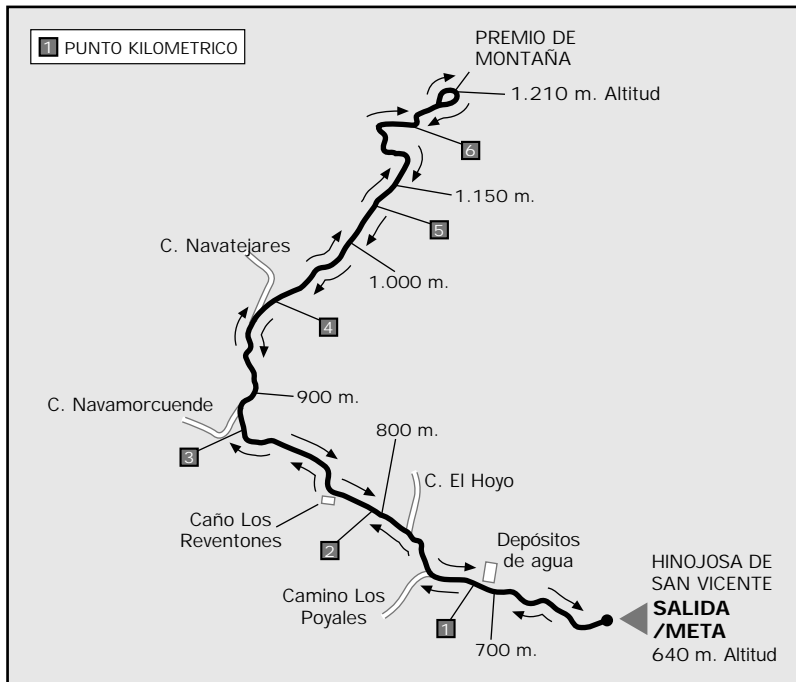 1 PUNTO KILOMETRICO
PREMIO DE
MONTAÑA
1.210 m. Altitud
6
1.150 m.
5
C. Navatejares
1.000 m.
4
900 m.
C. Navamorcuende
800 m.
3
C. El Hoyo
Caño Los
Reventones
2
Depósitos
de agua
HINOJOSA DE
SAN VICENTE
SALIDA
/META
640 m. Altitud
Camino Los
Poyales
1
700 m.